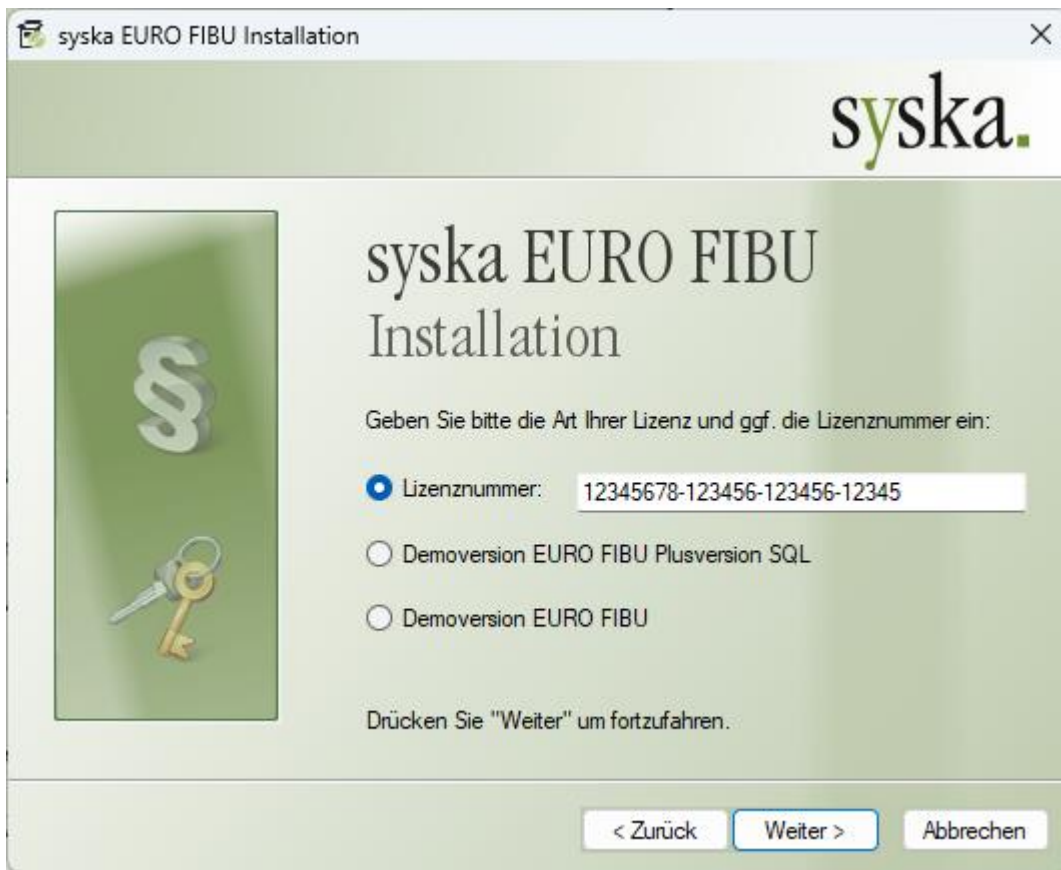 syska EURO FIBU Installation
syska.
syska EURO FIBU
Installation
Geben Sie bitte die Art Ihrer Lizenz und ggf. die Lizenznummer ein:
Lizenznummer: 12345678-123456-123456-12345
Demoversion EURO FIBU Plusversion SQL
Demoversion EURO FIBU
Drücken Sie "Weiter" um fortzufahren.
< Zurück Weiter > Abbrechen